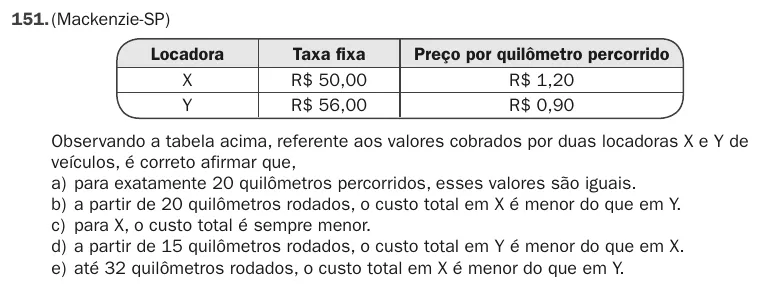 151. (Mackenzie-SP)
Locadora Taxa fixa Preço por quilômetro percorrido
X R$ 50,00 R$ 1,20
Y R$ 56,00 R$ 0,90
Observando a tabela acima, referente aos valores cobrados por duas locadoras X e Y de
veículos, é correto afirmar que,
a) para exatamente 20 quilômetros percorridos, esses valores são iguais.
b) a partir de 20 quilômetros rodados, o custo total em X é menor do que em Y.
c) para X, o custo total é sempre menor.
d) a partir de 15 quilômetros rodados, o custo total em Y é menor do que em X.
e) até 32 quilômetros rodados, o custo total em X é menor do que em Y.